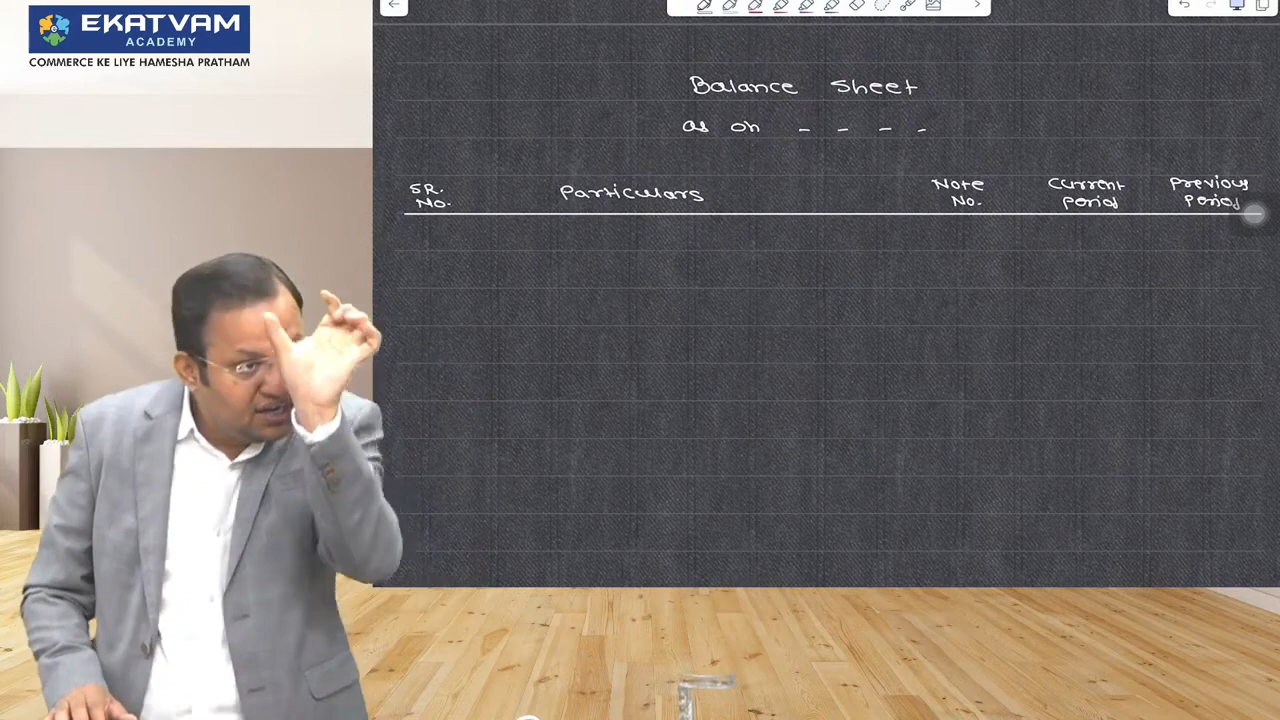 EKATVAM
ACADEMY
COMMERCE KE LIYE HAMESHA PRATHAM
Balance Sheet
as on - - - -
SR. No. Particulars Note No. Current Period Previous Period